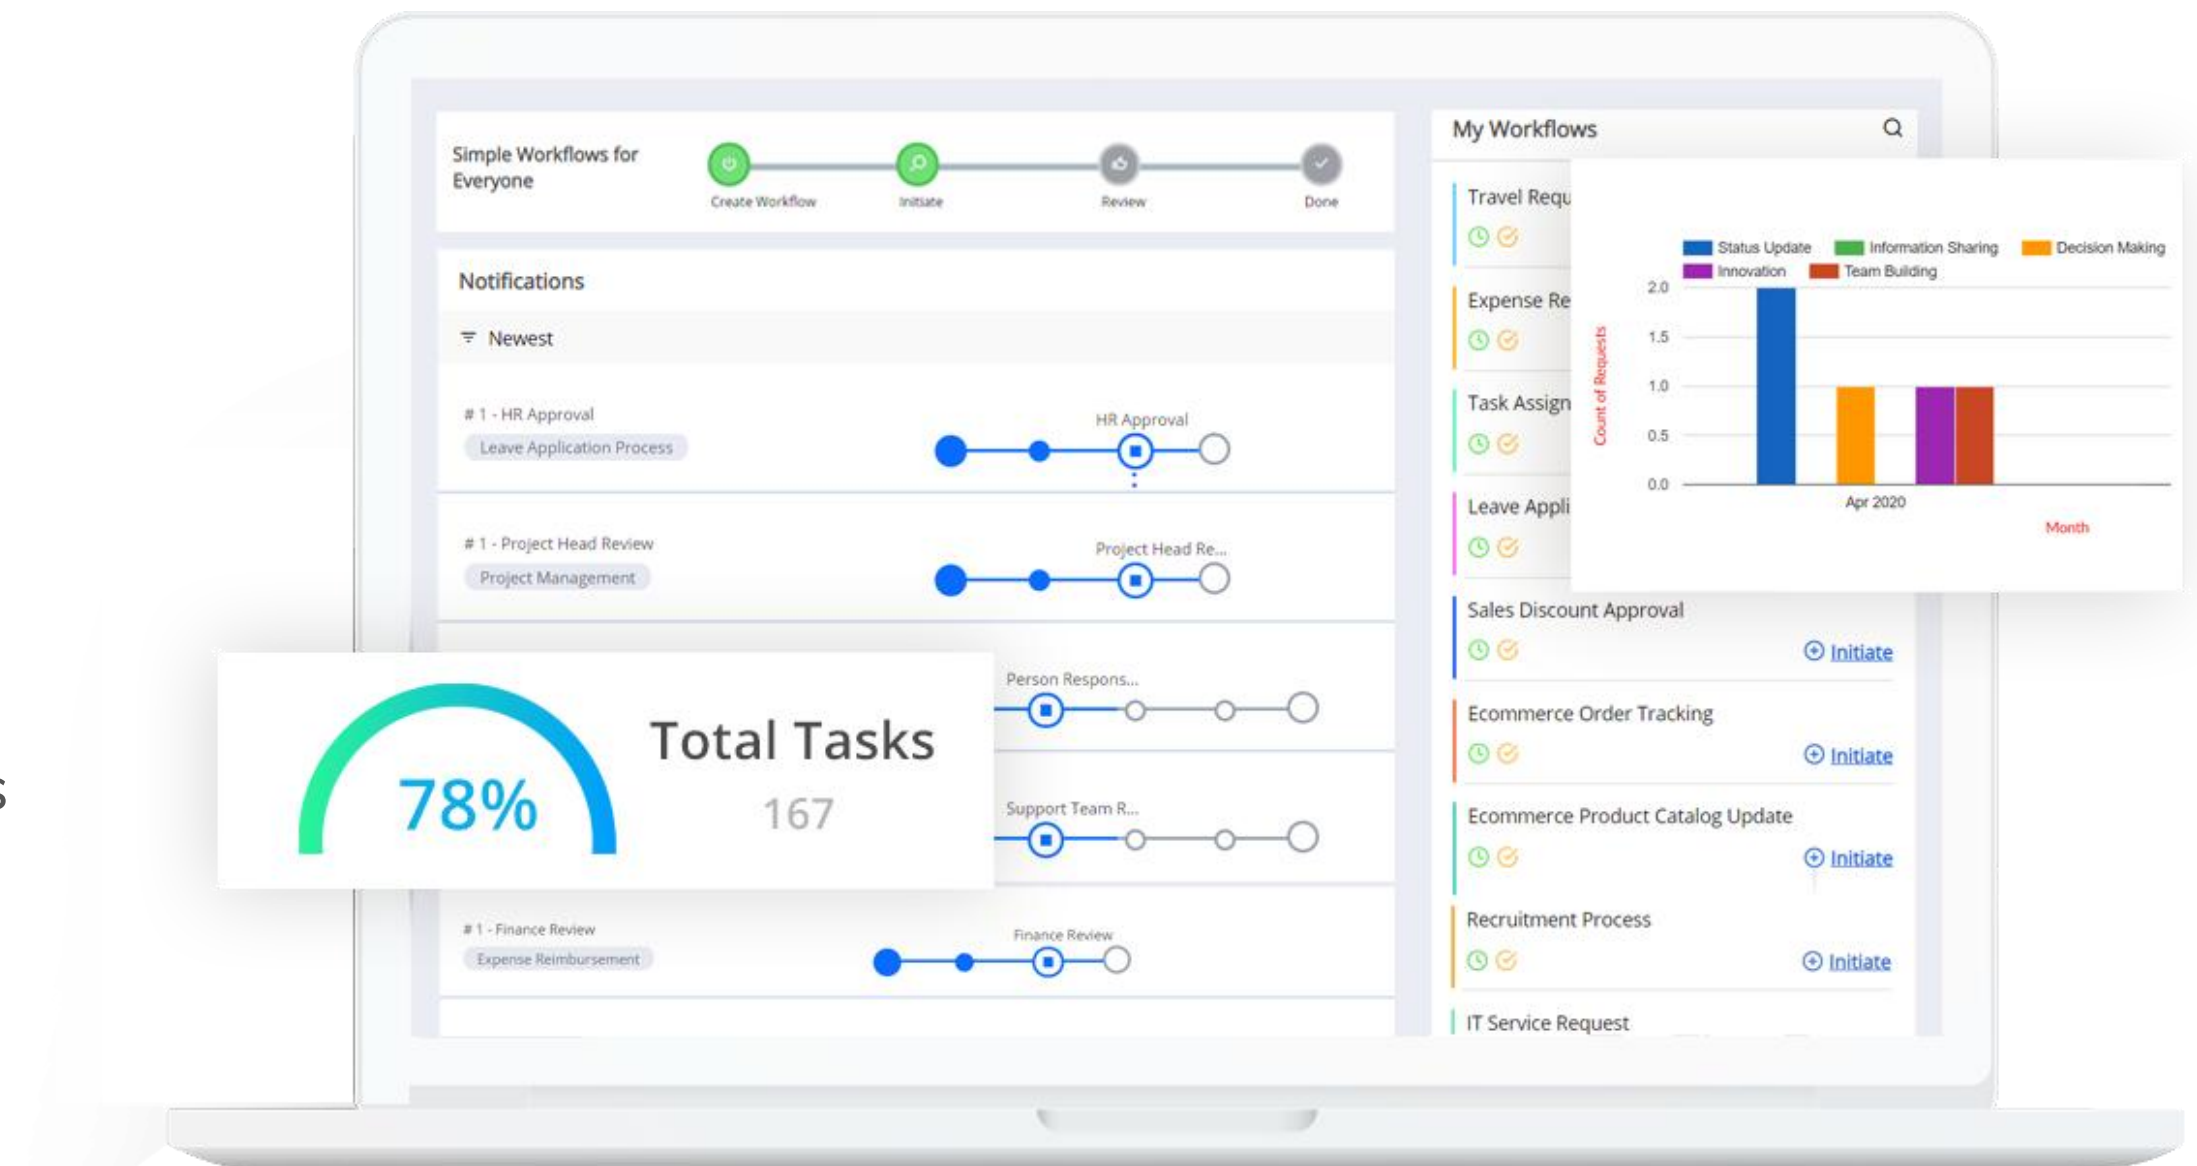 Simple Workflows for
Everyone
Create Workflow
Initiate
Review
Done
Notifications
Newest
# 1 - HR Approval
Leave Application Process
HR Approval
# 1 - Project Head Review
Project Management
Project Head Re...
Person Respons...
Support Team R...
# 1 - Finance Review
Expense Reimbursement
Finance Review
s
78%
Total Tasks
167
My Workflows
Travel Requ
Expense Re
Task Assign
Leave Appli
Sales Discount Approval
Initiate
Ecommerce Order Tracking
Initiate
Ecommerce Product Catalog Update
Initiate
Recruitment Process
Initiate
IT Service Request
Status Update Information Sharing Decision Making
Innovation Team Building
Count of Requests
2.0
1.5
1.0
0.5
0.0
Apr 2020
Month